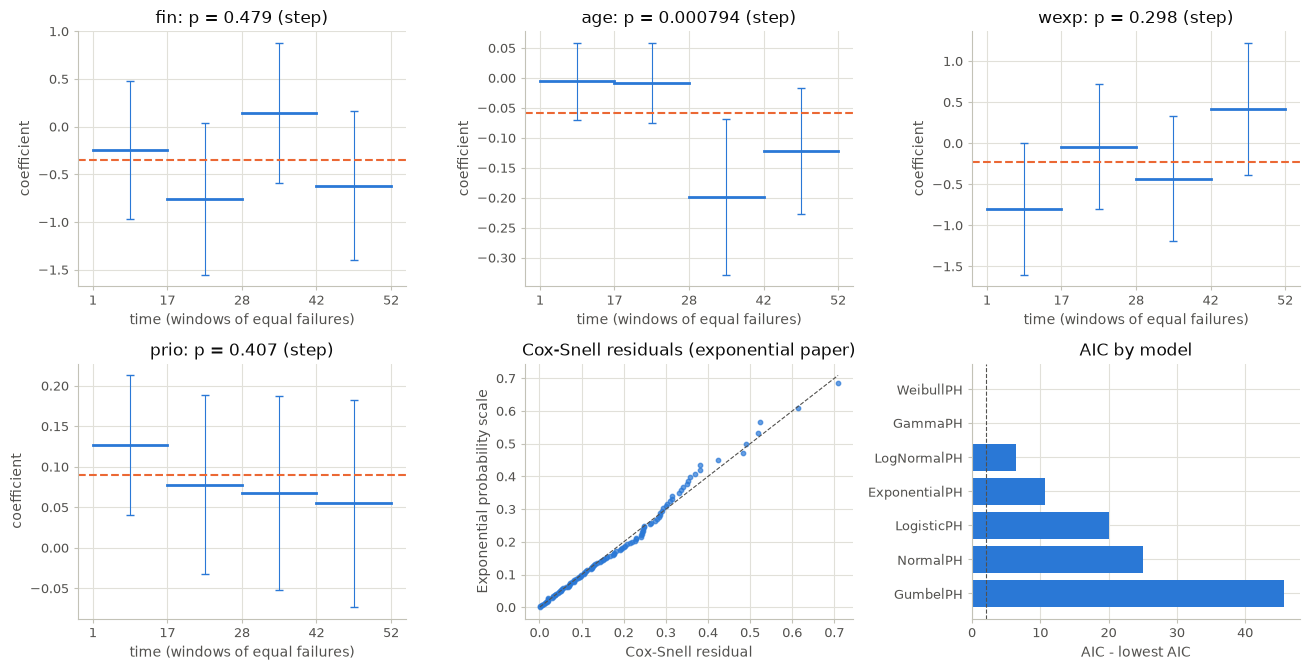 fin: p = 0.479 (step)
1.0
0.5
0.0
−0.5
−1.0
−1.5
coefficient
1 17 28 42 52
time (windows of equal failures)
age: p = 0.000794 (step)
0.05
0.00
−0.05
−0.10
−0.15
−0.20
−0.25
−0.30
coefficient
1 17 28 42 52
time (windows of equal failures)
wexp: p = 0.298 (step)
1.0
0.5
0.0
−0.5
−1.0
−1.5
coefficient
1 17 28 42 52
time (windows of equal failures)
prio: p = 0.407 (step)
0.20
0.15
0.10
0.05
0.00
−0.05
coefficient
1 17 28 42 52
time (windows of equal failures)
Cox-Snell residuals (exponential paper)
0.7
0.6
0.5
0.4
0.3
0.2
0.1
0.0
Exponential probability scale
0.0 0.1 0.2 0.3 0.4 0.5 0.6 0.7
Cox-Snell residual
AIC by model
WeibullPH
GammaPH
LogNormalPH
ExponentialPH
LogisticPH
NormalPH
GumbelPH
0 10 20 30 40
AIC - lowest AIC